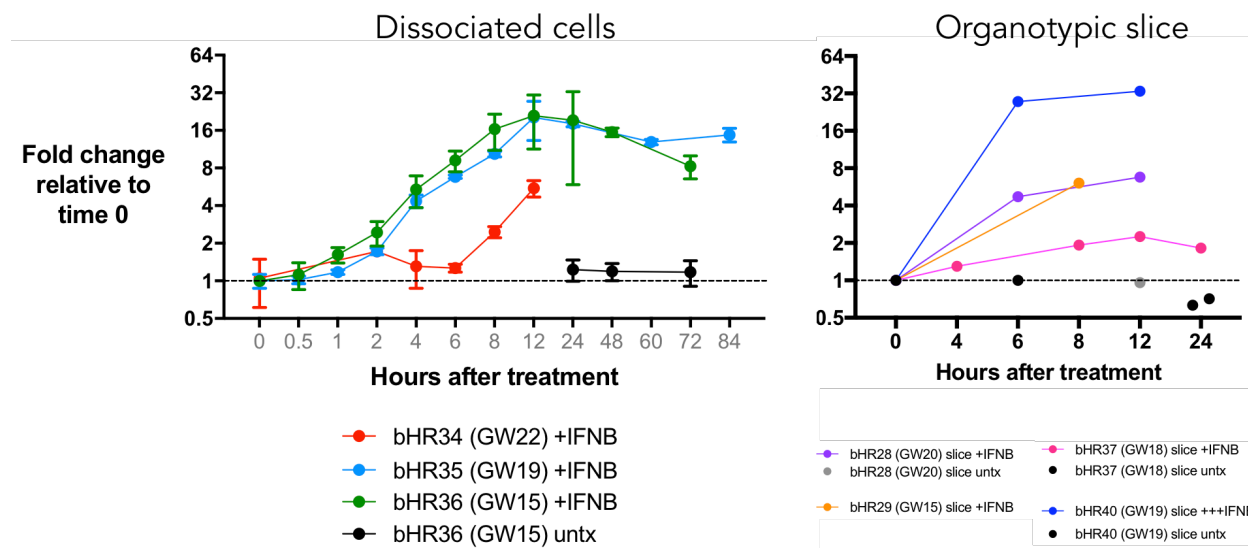 Dissociated cells
Organotypic slice
Fold change
relative to
time 0
64
32
16
8
4
2
1
0.5
0 0.5 1 2 4 6 8 12 24 48 60 72 84
Hours after treatment
64
32
16
8
4
2
1
0.5
0 4 6 8 12 24
Hours after treatment
bHR34 (GW22) +IFNB
bHR35 (GW19) +IFNB
bHR36 (GW15) +IFNB
bHR36 (GW15) untx
bHR28 (GW20) slice +IFNB
bHR28 (GW20) slice untx
bHR29 (GW15) slice +IFNB
bHR37 (GW18) slice +IFNB
bHR37 (GW18) slice untx
bHR40 (GW19) slice +++IFNB
bHR40 (GW19) slice untx